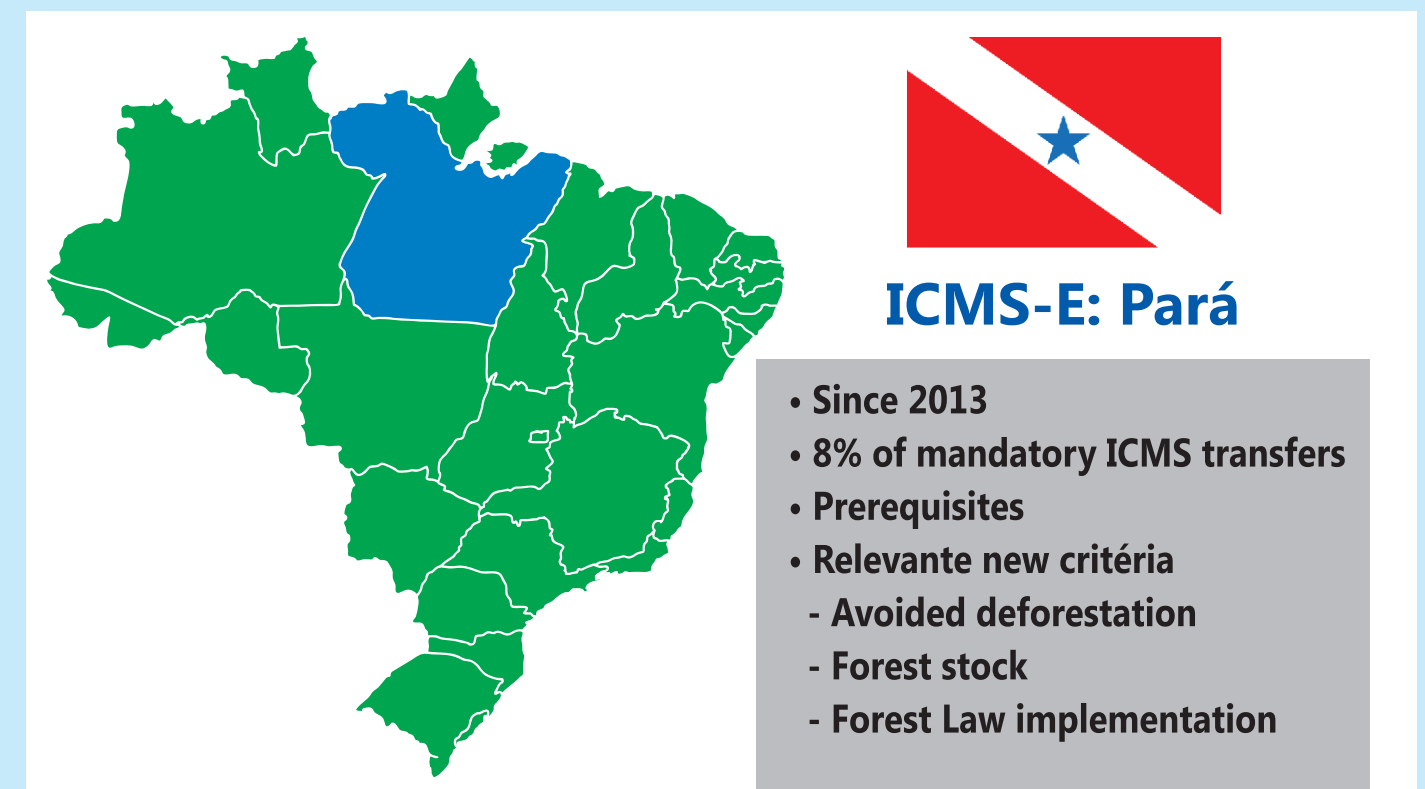 ICMS-E: Pará
• Since 2013
• 8% of mandatory ICMS transfers
• Prerequisites
• Relevante new critéria
- Avoided deforestation
- Forest stock
- Forest Law implementation